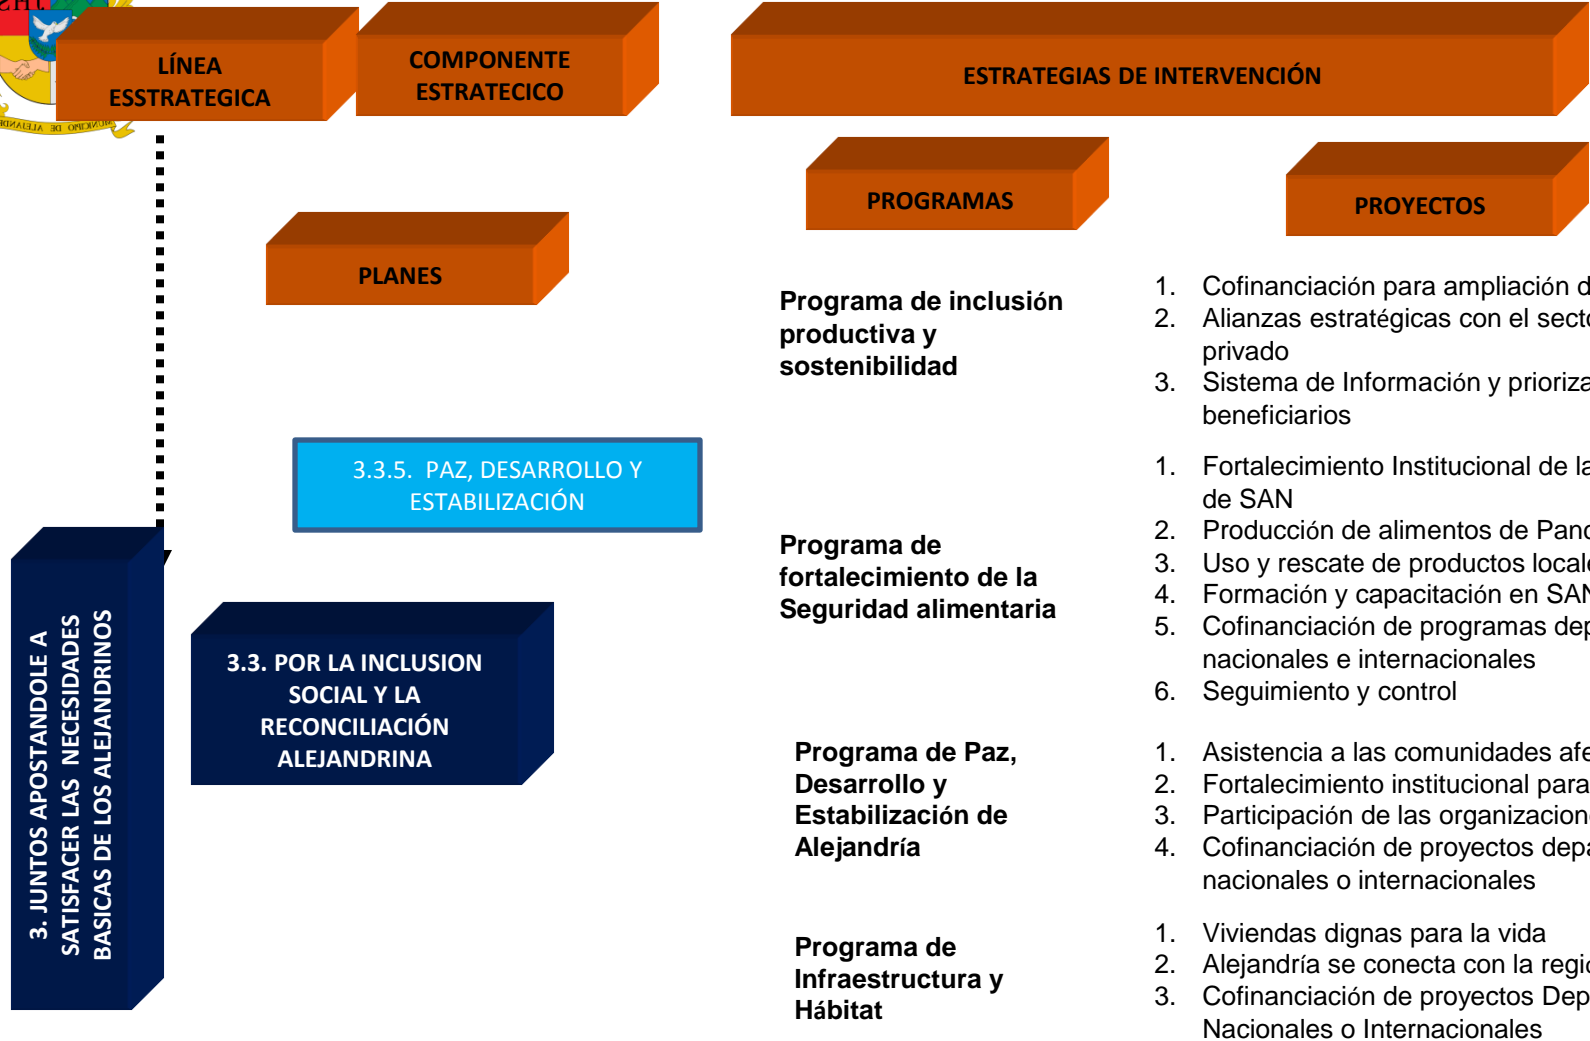 LÍNEA
ESSTRATEGICA
COMPONENTE
ESTRATECICO
ESTRATEGIAS DE INTERVENCIÓN
PROGRAMAS
PROYECTOS
PLANES
3.3.5. PAZ, DESARROLLO Y
ESTABILIZACIÓN
3. JUNTOS APOSTANDOLE A
SATISFACER LAS NECESIDADES
BASICAS DE LOS ALEJANDRINOS
3.3. POR LA INCLUSION
SOCIAL Y LA
RECONCILIACIÓN
ALEJANDRINA
Programa de inclusión
productiva y
sostenibilidad
1. Cofinanciación para ampliación
2. Alianzas estratégicas con el
privado
3. Sistema de Información y
beneficiarios
Programa de
fortalecimiento de la
Seguridad alimentaria
1. Fortalecimiento Institucional de
de SAN
2. Producción de alimentos de
3. Uso y rescate de productos
4. Formación y capacitación en SAN
5. Cofinanciación de programas
nacionales e internacionales
6. Seguimiento y control
Programa de Paz,
Desarrollo y
Estabilización de
Alejandría
1. Asistencia a las comunidades
2. Fortalecimiento institucional para
3. Participación de las
4. Cofinanciación de proyectos
nacionales o internacionales
Programa de
Infraestructura y
Hábitat
1. Viviendas dignas para la vida
2. Alejandría se conecta con la
3. Cofinanciación de proyectos
Nacionales o Internacionales